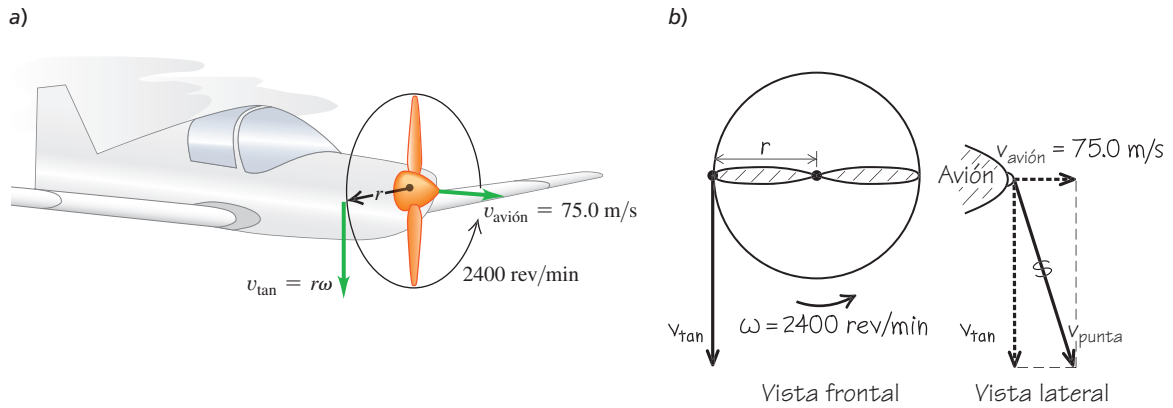 a)
r
v_avión = 75.0 m/s
2400 rev/min
v_tan = rω
b)
r
v_tan
ω = 2400 rev/min
Vista frontal
v_avión = 75.0 m/s
Avión
v_tan
v_punta
Vista lateral